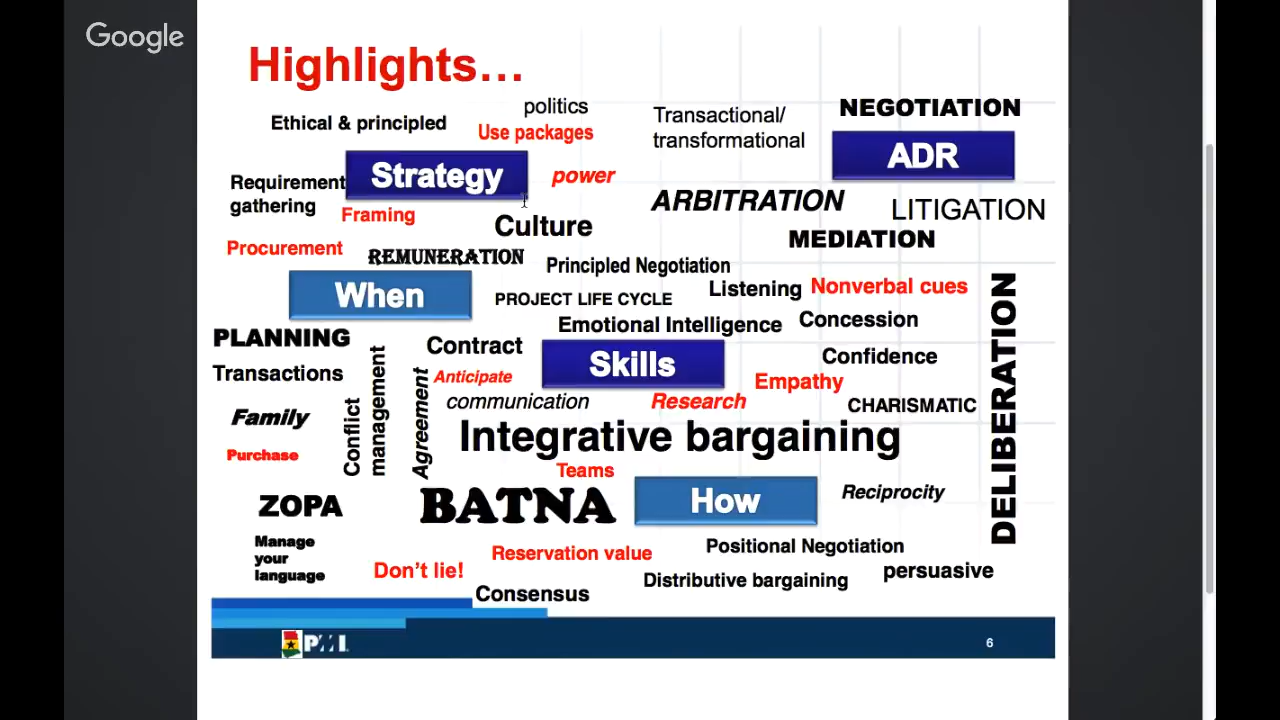 Google
Highlights…
politics
Ethical & principled
Use packages
Transactional/
transformational
NEGOTIATION
ADR
Strategy
power
Requirement
gathering
Framing
ARBITRATION
LITIGATION
Culture
MEDIATION
Procurement
REMUNERATION
Principled Negotiation
Listening
Nonverbal cues
When
PROJECT LIFE CYCLE
Emotional Intelligence
Concession
DELIBERATION
PLANNING
Contract
Skills
Confidence
Transactions
Anticipate
Empathy
Conflict
management
Agreement
communication
Research
CHARISMATIC
Family
Integrative bargaining
Purchase
Teams
ZOPA
BATNA
How
Reciprocity
Manage
your
language
Don't lie!
Reservation value
Positional Negotiation
Distributive bargaining
persuasive
Consensus
PMI
6